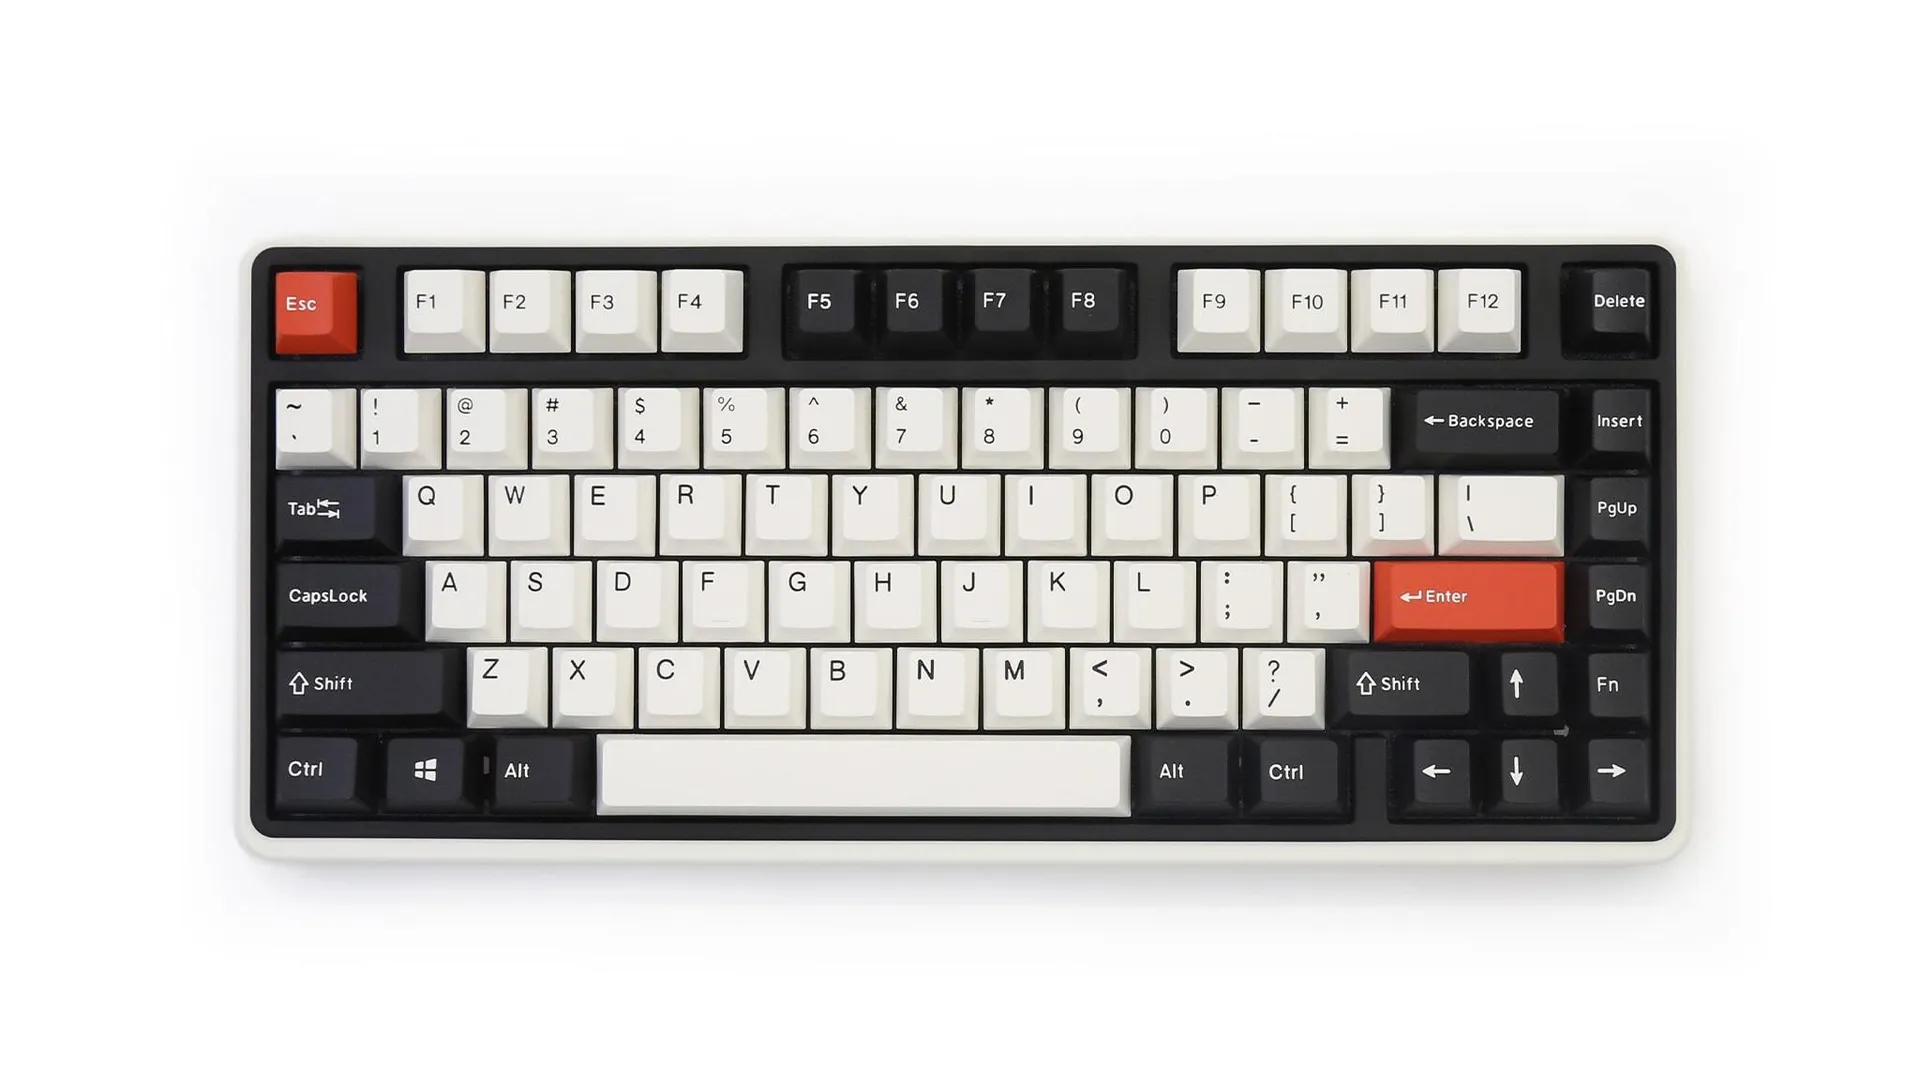 Esc F1 F2 F3 F4 F5 F6 F7 F8 F9 F10 F11 F12 Delete
~ ! @ # $ % ^ & * ( ) _ + ←Backspace Insert
` 1 2 3 4 5 6 7 8 9 0 - =
Tab Q W E R T Y U I O P { } | PgUp
[ ] \
CapsLock A S D F G H J K L : " ↵Enter PgDn
; '
⇧Shift Z X C V B N M < > ? ⇧Shift ↑ Fn
, . /
Ctrl Alt Alt Ctrl ← ↓ →